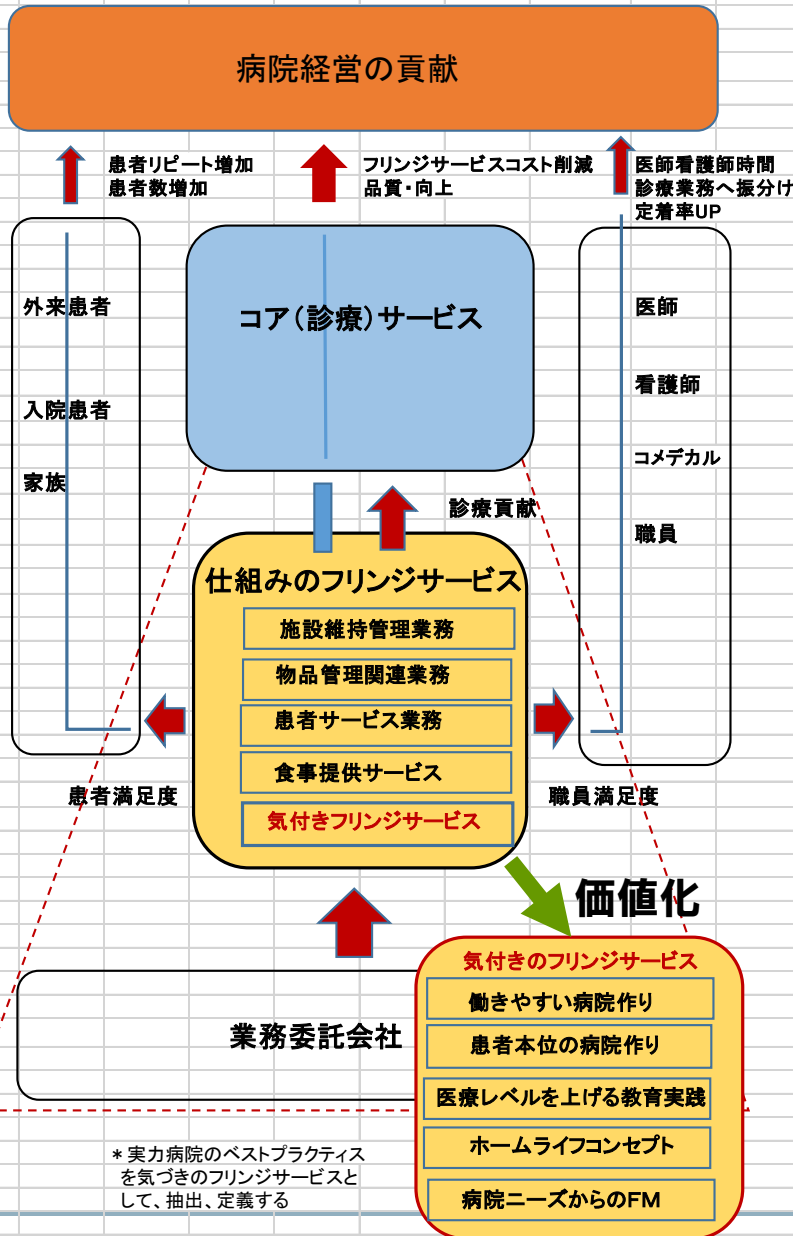 病院経営の貢献
患者リピート増加
患者数増加
フリンジサービスコスト削減
品質・向上
医師看護師時間
診療業務へ振分け
定着率UP
外来患者
入院患者
家族
コア（診療）サービス
医師
看護師
コメデカル
職員
診療貢献
仕組みのフリンジサービス
施設維持管理業務
物品管理関連業務
患者サービス業務
食事提供サービス
気付きフリンジサービス
患者満足度
職員満足度
価値化
業務委託会社
気付きのフリンジサービス
働きやすい病院作り
患者本位の病院作り
医療レベルを上げる教育実践
ホームライフコンセプト
病院ニーズからのFM
＊実力病院のベストプラクティス
を気づきのフリンジサービスと
して、抽出、定義する